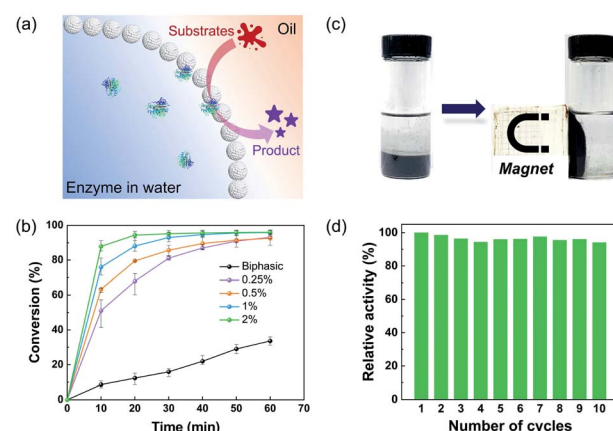 (a)
Substrates
Oil
Product
Enzyme in water
(b)
Conversion (%)
100
80
60
40
20
0
Biphasic
0.25%
0.5%
1%
2%
0 10 20 30 40 50 60 70
Time (min)
(c)
Magnet
(d)
Relative activity (%)
100
80
60
40
20
0
1 2 3 4 5 6 7 8 9 10
Number of cycles